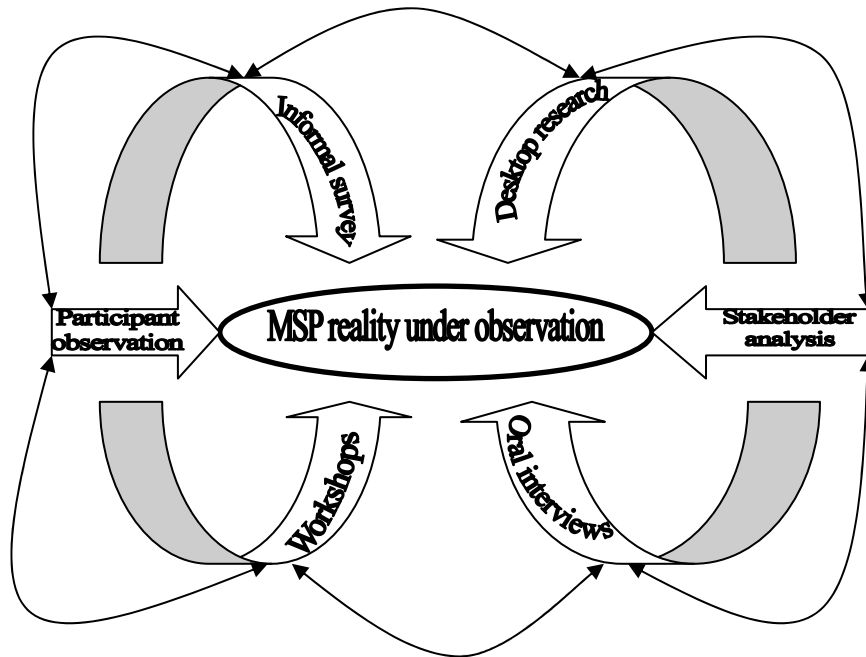 Informal survey
Desktop research
Participant
observation
MSP reality under observation
Stakeholder
analysis
Workshops
Oral interviews